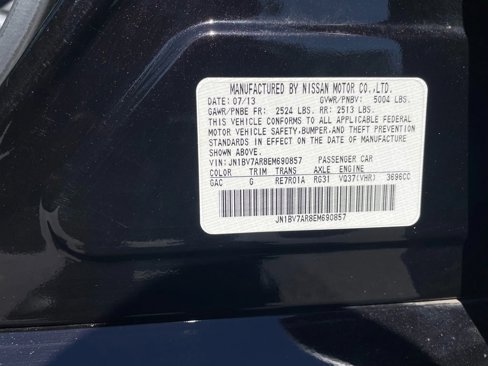 MANUFACTURED BY NISSAN MOTOR CO.,LTD.
DATE: 07/13 GVWR/PNBV: 5004 LBS.
GAWR/PNBE FR: 2524 LBS. RR: 2513 LBS.
THIS VEHICLE CONFORMS TO ALL APPLICABLE FEDERAL
MOTOR VEHICLE SAFETY, BUMPER, AND THEFT PREVENTION
STANDARDS IN EFFECT ON THE DATE OF MANUFACTURE
SHOWN ABOVE.
VIN: JN1BV7AR8EM690857 PASSENGER CAR
COLOR TRIM TRANS AXLE ENGINE
GAC G RE7R01A RG31 VQ37(VHR) 3696CC
JN1BV7AR8EM690857